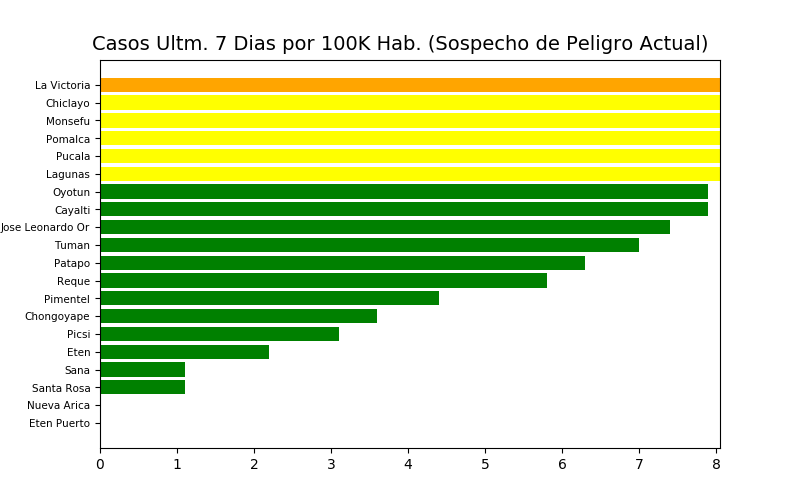 Casos Ultm. 7 Dias por 100K Hab. (Sospecho de Peligro Actual)
La Victoria
Chiclayo
Monsefu
Pomalca
Pucala
Lagunas
Oyotun
Cayalti
Jose Leonardo Or
Tuman
Patapo
Reque
Pimentel
Chongoyape
Picsi
Eten
Sana
Santa Rosa
Nueva Arica
Eten Puerto
0 1 2 3 4 5 6 7 8